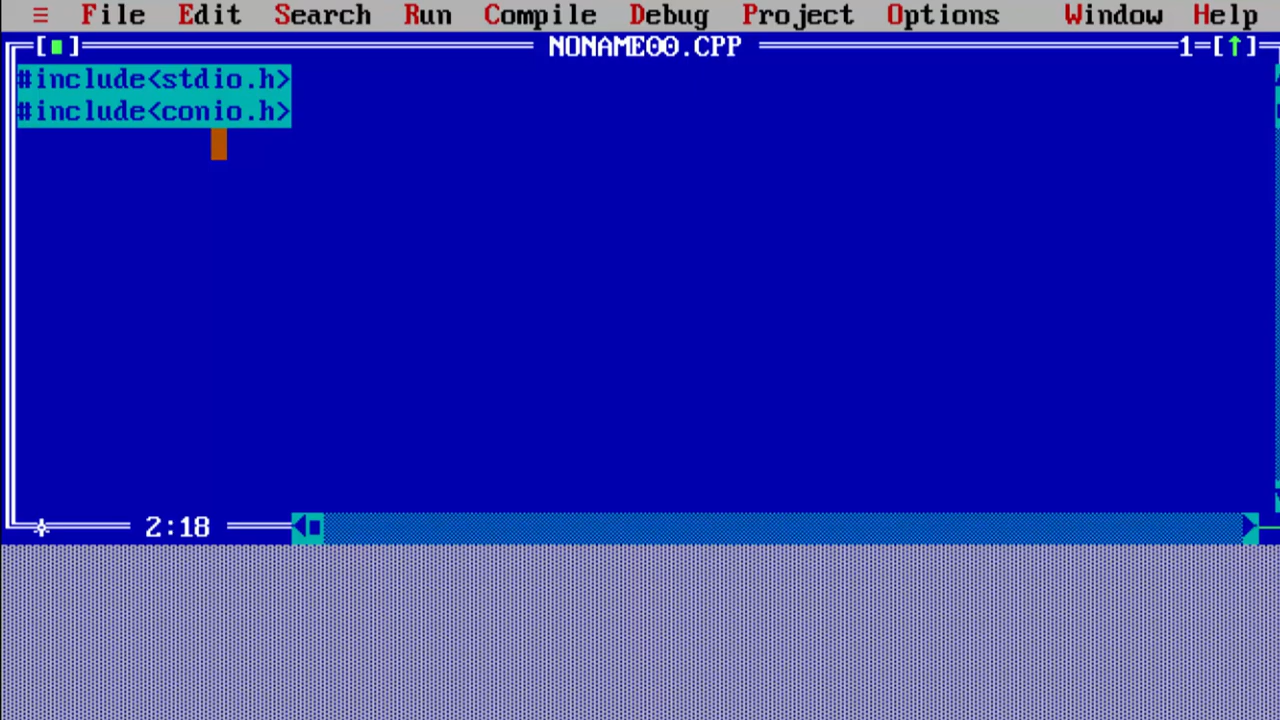 ≡ File Edit Search Run Compile Debug Project Options Window Help
[■] NONAME00.CPP 1=[↑]
#include<stdio.h>
#include<conio.h>
2:18